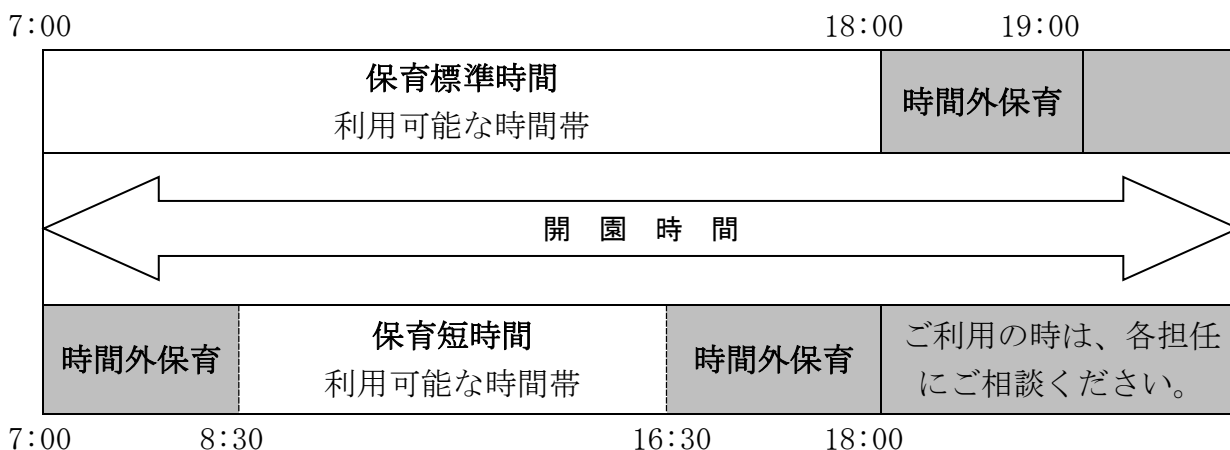 7:00 18:00 19:00
保育標準時間
利用可能な時間帯
時間外保育
開 園 時 間
時間外保育
保育短時間
利用可能な時間帯
時間外保育
ご利用の時は、各担任
にご相談ください。
7:00 8:30 16:30 18:00